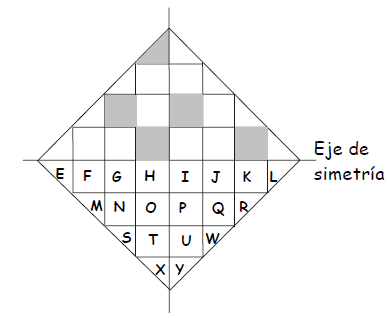 Eje de
simetría
E F G H I J K L
M N O P Q R
S T U W
X Y